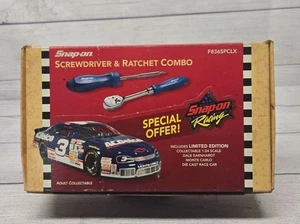 Snap-on
SCREWDRIVER & RATCHET COMBO
F836SPCLX
SPECIAL
OFFER!
Snap-on
Racing
INCLUDES LIMITED EDITION
COLLECTABLE 1:24 SCALE
DALE EARNHARDT
MONTE CARLO
DIE CAST RACE CAR
3
ACDelco
ADULT COLLECTABLE